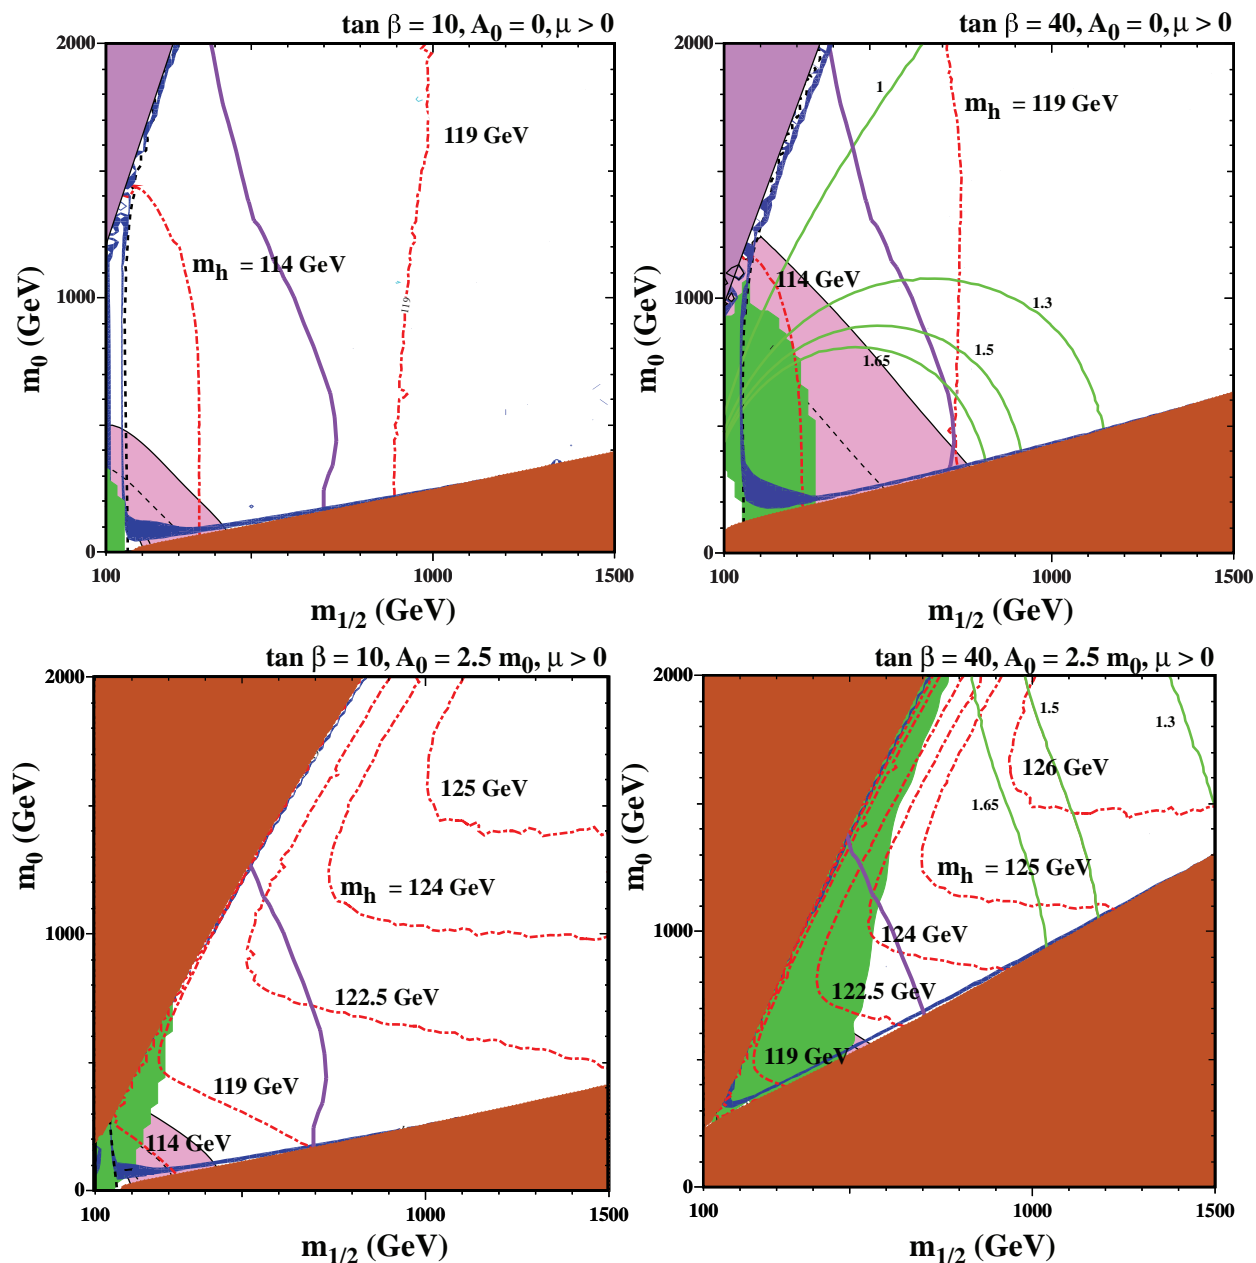 tan β = 10, A0 = 0, μ > 0
2000
1000
0
m0 (GeV)
119 GeV
mh = 114 GeV
119
100
1000
1500
m1/2 (GeV)
tan β = 40, A0 = 0, μ > 0
2000
1000
0
m0 (GeV)
1
mh = 119 GeV
114 GeV
1.3
1.5
1.65
100
1000
1500
m1/2 (GeV)
tan β = 10, A0 = 2.5 m0, μ > 0
2000
1000
0
m0 (GeV)
125 GeV
mh = 124 GeV
122.5 GeV
119 GeV
114 GeV
100
1000
1500
m1/2 (GeV)
tan β = 40, A0 = 2.5 m0, μ > 0
2000
1000
0
m0 (GeV)
1.5
1.3
126 GeV
1.65
mh = 125 GeV
124 GeV
122.5 GeV
119 GeV
100
1000
1500
m1/2 (GeV)